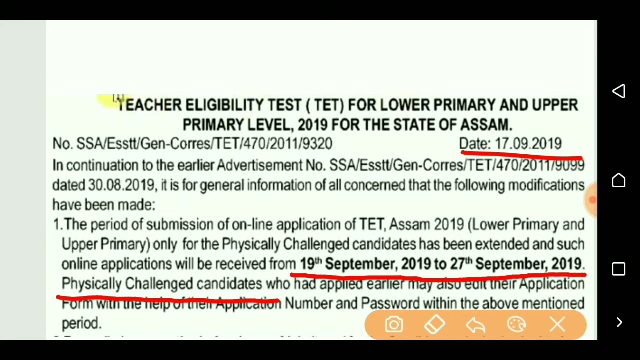 TEACHER ELIGIBILITY TEST ( TET) FOR LOWER PRIMARY AND UPPER
PRIMARY LEVEL, 2019 FOR THE STATE OF ASSAM.
No. SSA/Esstt/Gen-Corres/TET/470/2011/9320 Date: 17.09.2019
In continuation to the earlier Advertisement No. SSA/Esstt/Gen-Corres/TET/470/2011/9099
dated 30.08.2019, it is for general information of all concerned that the following modifications
have been made:
1.The period of submission of on-line application of TET, Assam 2019 (Lower Primary and
Upper Primary) only for the Physically Challenged candidates has been extended and such
online applications will be received from 19th September, 2019 to 27th September, 2019.
Physically Challenged candidates who had applied earlier may also edit their Application
Form with the help of their Application Number and Password within the above mentioned
period.